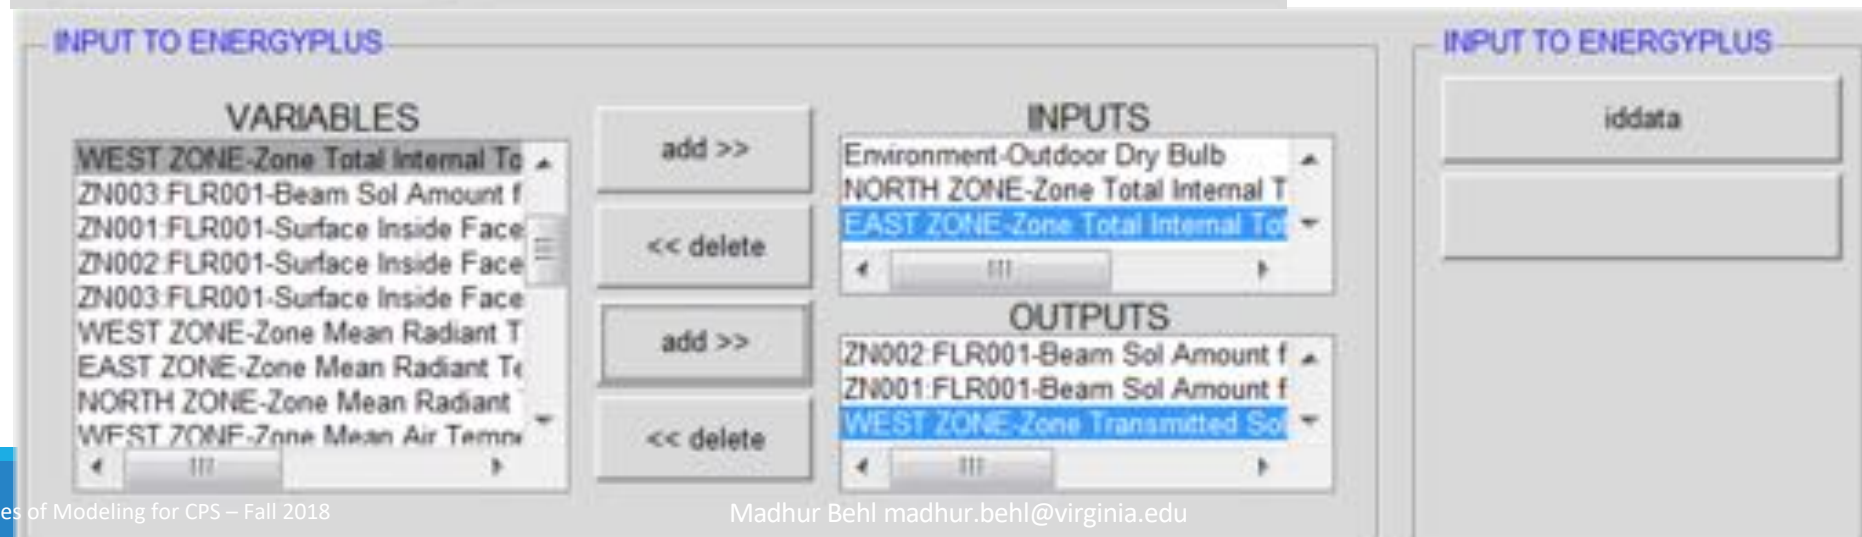 INPUT TO ENERGYPLUS
VARIABLES
WEST ZONE-Zone Total Internal To
ZN003:FLR001-Beam Sol Amount f
ZN001:FLR001-Surface Inside Face
ZN002:FLR001-Surface Inside Face
ZN003:FLR001-Surface Inside Face
WEST ZONE-Zone Mean Radiant T
EAST ZONE-Zone Mean Radiant Te
NORTH ZONE-Zone Mean Radiant
WEST ZONE-Zone Mean Air Tempe
add >>
<< delete
add >>
<< delete
INPUTS
Environment-Outdoor Dry Bulb
NORTH ZONE-Zone Total Internal T
EAST ZONE-Zone Total Internal Tot
OUTPUTS
ZN002:FLR001-Beam Sol Amount f
ZN001:FLR001-Beam Sol Amount f
WEST ZONE-Zone Transmitted Sol
INPUT TO ENERGYPLUS
iddata
es of Modeling for CPS – Fall 2018
Madhur Behl madhur.behl@virginia.edu